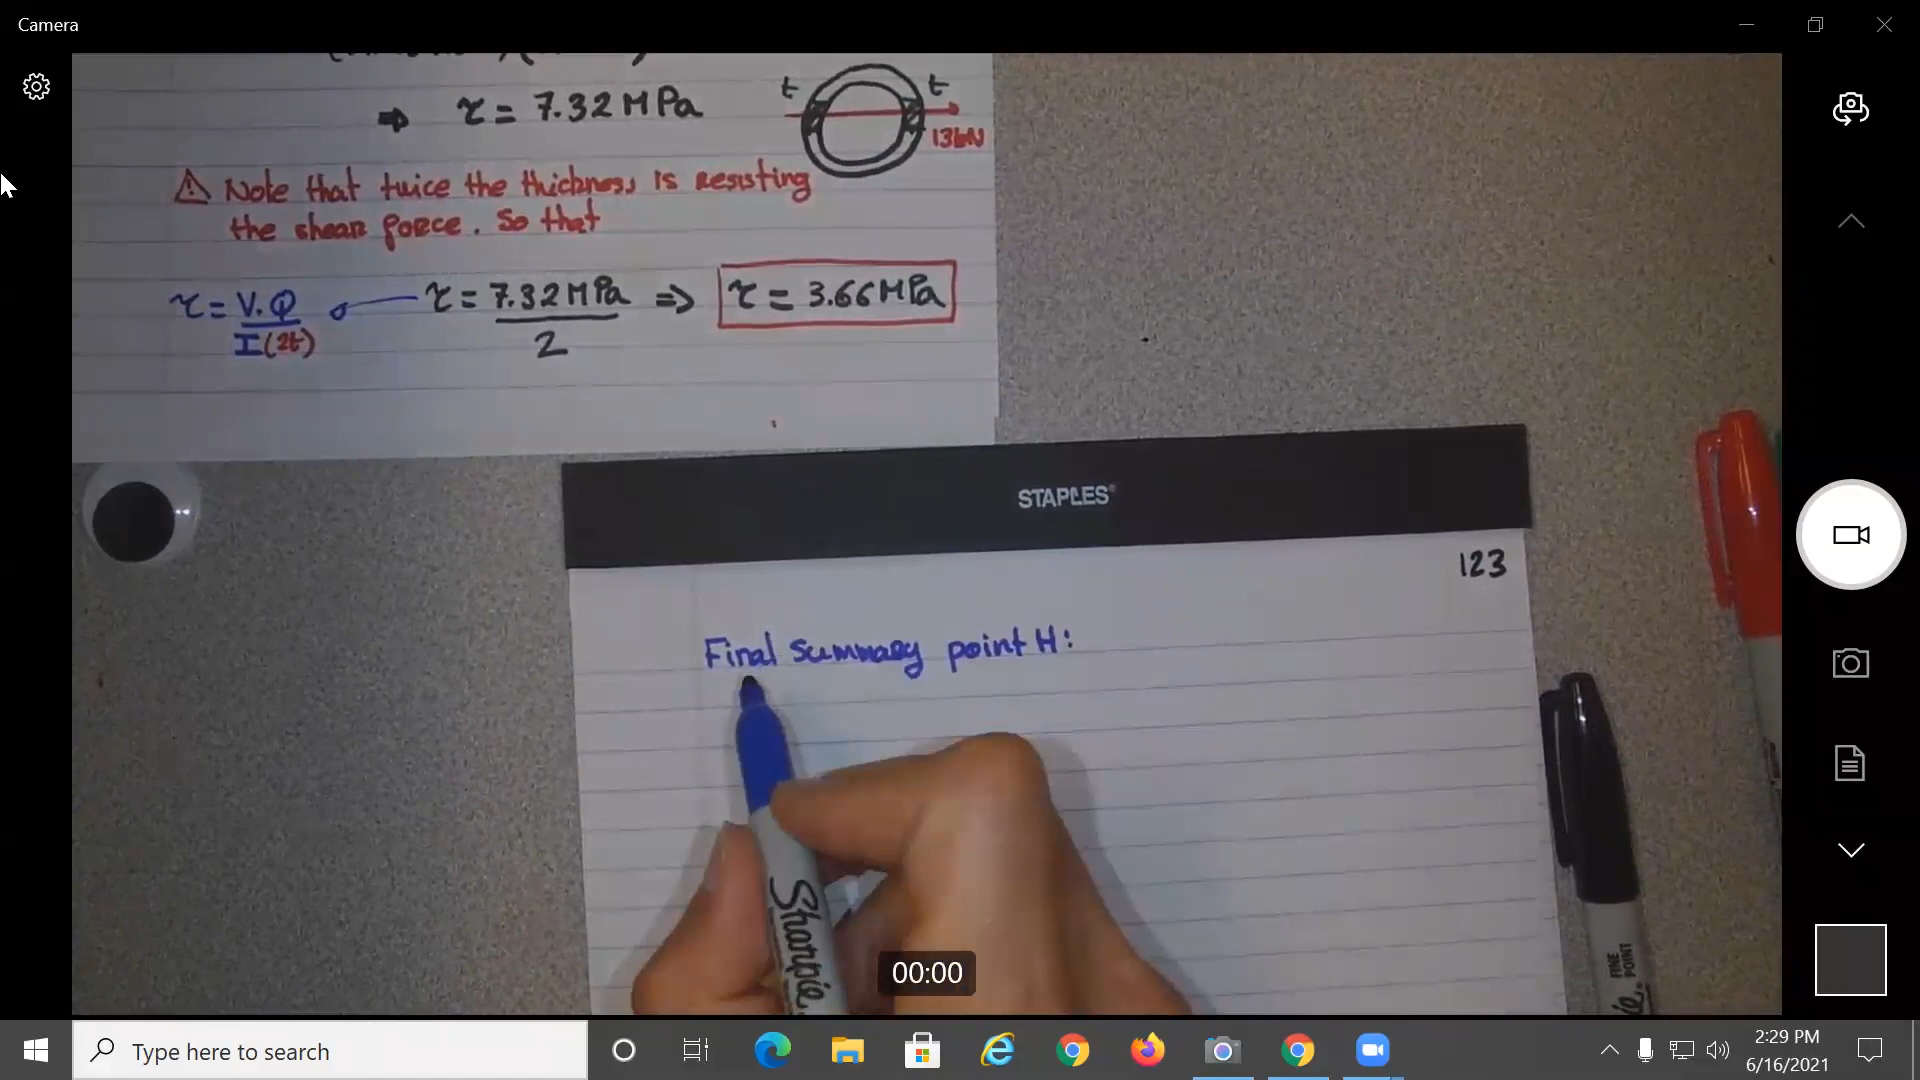 Camera
⇒ τ = 7.32 MPa
t t
13kN
⚠ Note that twice the thickness is resisting
the shear force. So that
τ = V.Q / I(2t) τ = 7.32 MPa / 2 ⇒ τ = 3.66 MPa
STAPLES
123
Final summary point H:
Sharpie
FINE POINT
00:00
Type here to search
2:29 PM
6/16/2021